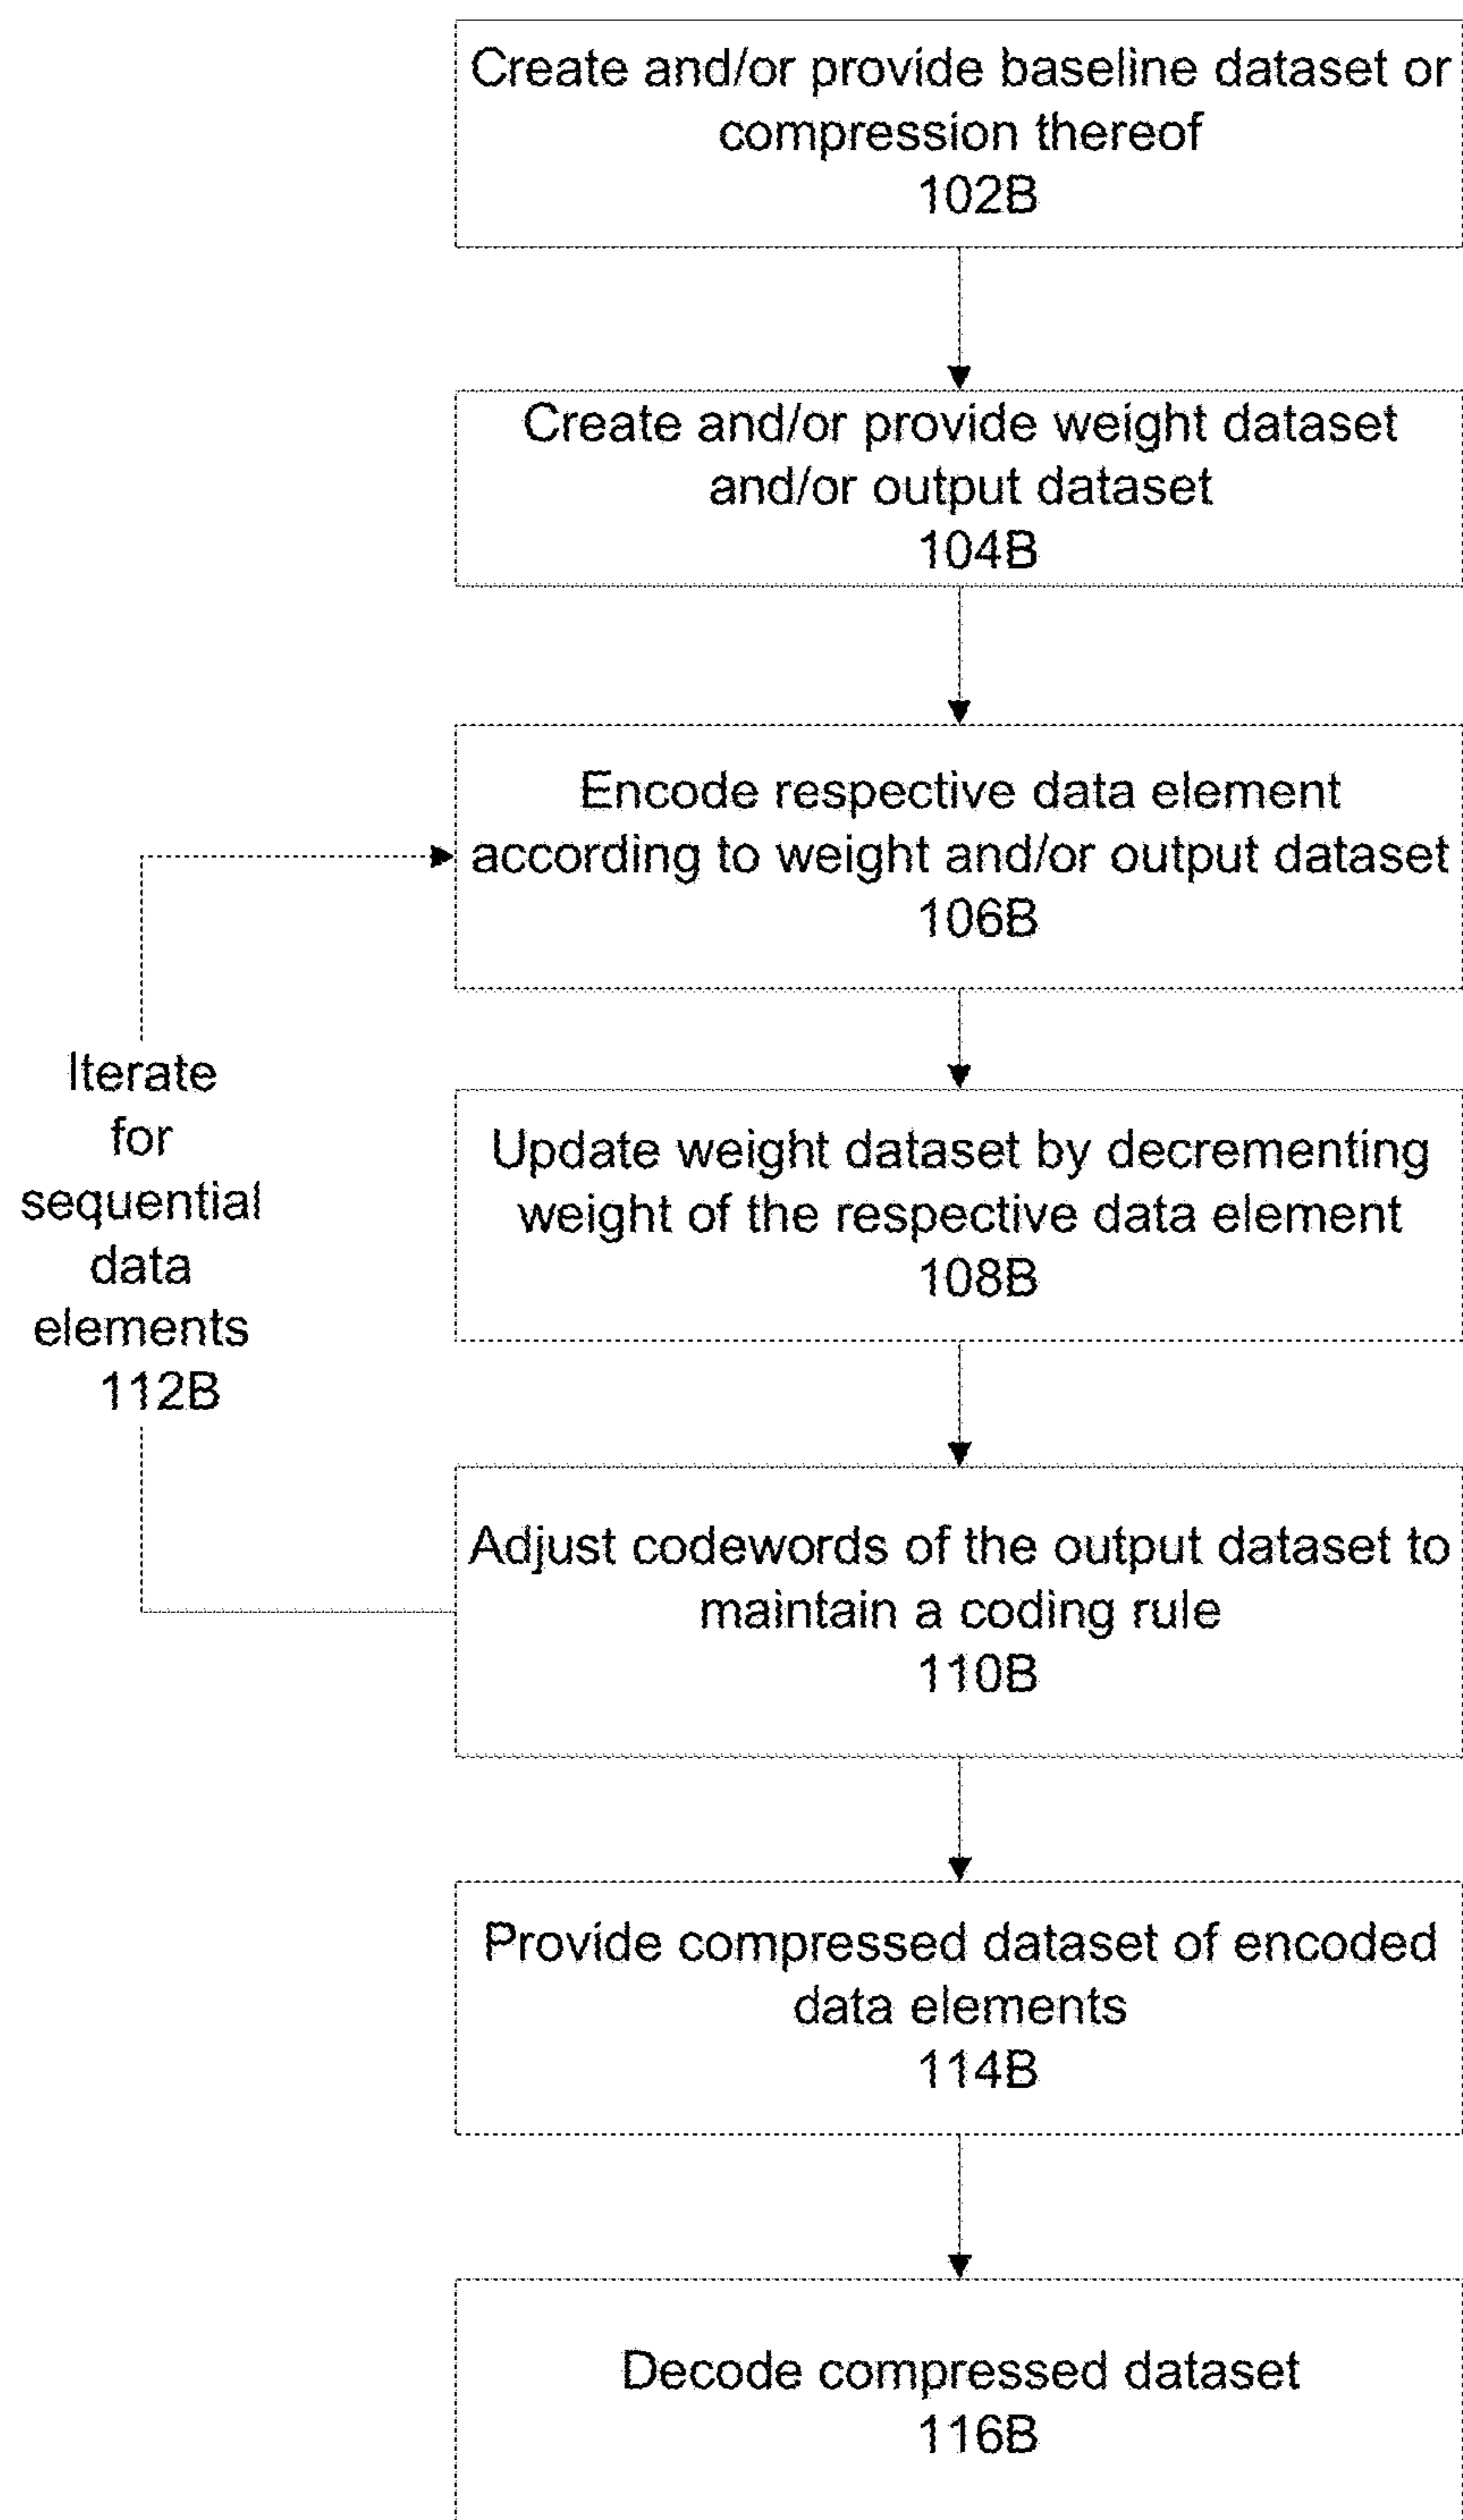 Create and/or provide baseline dataset or
compression thereof
102B
Create and/or provide weight dataset
and/or output dataset
104B
Encode respective data element
according to weight and/or output dataset
106B
Update weight dataset by decrementing
weight of the respective data element
108B
Iterate
for
sequential
data
elements
112B
Adjust codewords of the output dataset to
maintain a coding rule
110B
Provide compressed dataset of encoded
data elements
114B
Decode compressed dataset
116B